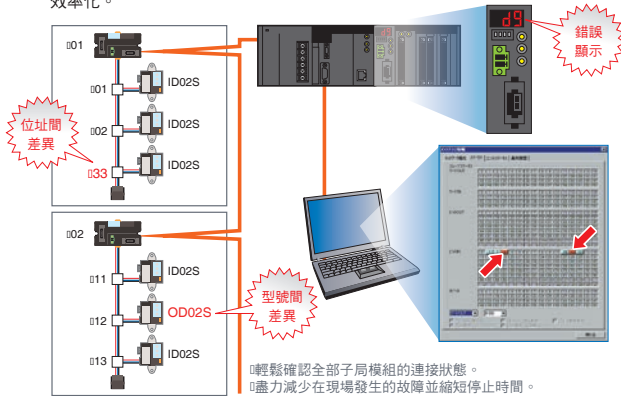 效率化。
▯01
▯01
ID02S
▯02
ID02S
位址間
差異
▯33
ID02S
d9
錯誤
顯示
▯02
▯11
ID02S
▯12
OD02S
型號間
差異
▯13
ID02S
▯輕鬆確認全部子局模組的連接狀態。
▯盡力減少在現場發生的故障並縮短停止時間。